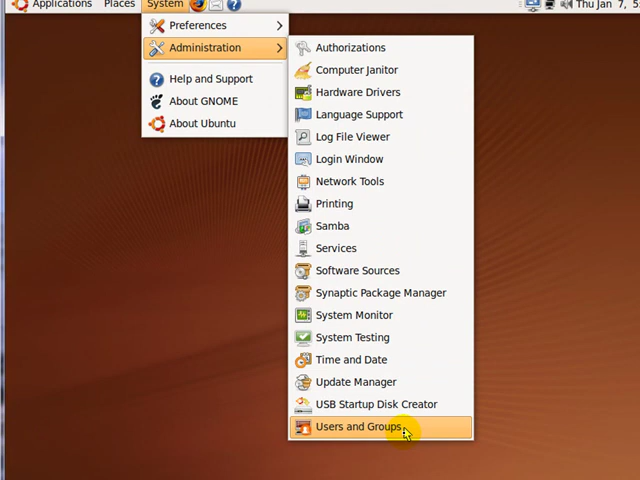 Applications Places System Thu Jan 7, 5:
Preferences
Administration
Help and Support
About GNOME
About Ubuntu
Authorizations
Computer Janitor
Hardware Drivers
Language Support
Log File Viewer
Login Window
Network Tools
Printing
Samba
Services
Software Sources
Synaptic Package Manager
System Monitor
System Testing
Time and Date
Update Manager
USB Startup Disk Creator
Users and Groups